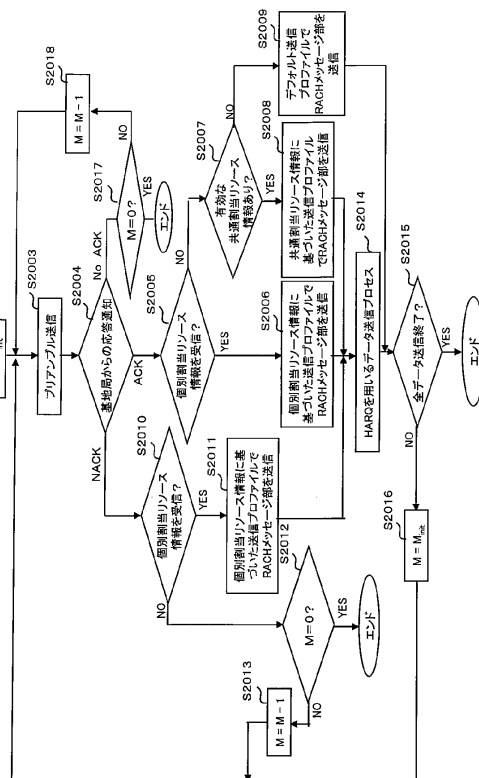 init
S2003
プリアンブル送信
S2004
基地局からの応答通知
NACK
ACK
No ACK
S2017
M=0?
NO
YES
エンド
S2018
M = M－1
S2005
個別割当リソース
情報を受信?
NO
YES
S2007
有効な
共通割当リソース
情報あり?
NO
YES
S2009
デフォルト送信
プロファイルで
RACHメッセージ部を
送信
S2008
共通割当リソース情報に
基づいた送信プロファイル
でRACHメッセージ部を送信
S2006
個別割当リソース情報に
基づいた送信プロファイルで
RACHメッセージ部を送信
S2010
個別割当リソース
情報を受信?
NO
YES
S2011
個別割当リソース情報に基
づいた送信プロファイルで
RACHメッセージ部を送信
S2012
M=0?
NO
YES
エンド
S2013
M = M－1
S2014
HARQを用いるデータ送信プロセス
S2015
全データ送信終了?
NO
YES
エンド
S2016
M = Minit